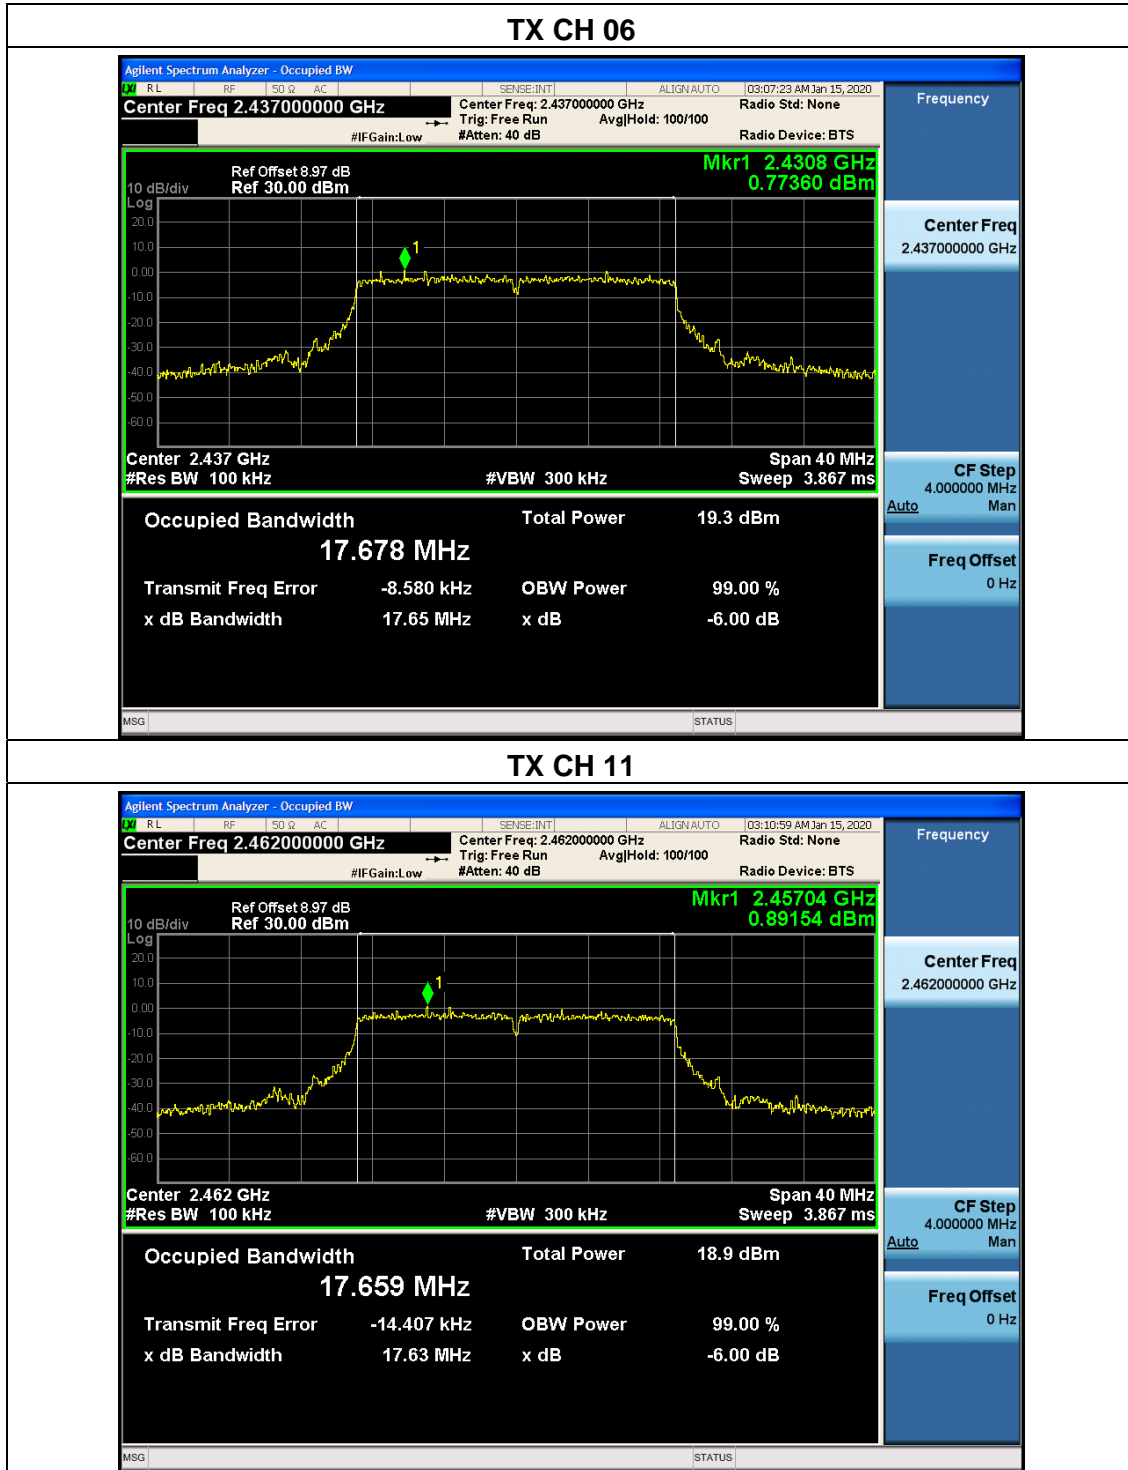 TX CH 06
Agilent Spectrum Analyzer - Occupied BW
LXI RL RF 50 Ω AC SENSE:INT ALIGN AUTO 03:07:23 AM Jan 15, 2020
Center Freq 2.437000000 GHz
Center Freq: 2.437000000 GHz Radio Std: None
Trig: Free Run Avg|Hold: 100/100
#IFGain:Low #Atten: 40 dB Radio Device: BTS
Frequency
Mkr1 2.4308 GHz
0.77360 dBm
Ref Offset 8.97 dB
10 dB/div Ref 30.00 dBm
Log
20.0
10.0
0.00
-10.0
-20.0
-30.0
-40.0
-50.0
-60.0
1
Center 2.437 GHz Span 40 MHz
#Res BW 100 kHz #VBW 300 kHz Sweep 3.867 ms
Occupied Bandwidth Total Power 19.3 dBm
17.678 MHz
Transmit Freq Error -8.580 kHz OBW Power 99.00 %
x dB Bandwidth 17.65 MHz x dB -6.00 dB
Center Freq
2.437000000 GHz
CF Step
4.000000 MHz
Auto Man
Freq Offset
0 Hz
MSG STATUS
TX CH 11
Agilent Spectrum Analyzer - Occupied BW
LXI RL RF 50 Ω AC SENSE:INT ALIGN AUTO 03:10:59 AM Jan 15, 2020
Center Freq 2.462000000 GHz
Center Freq: 2.462000000 GHz Radio Std: None
Trig: Free Run Avg|Hold: 100/100
#IFGain:Low #Atten: 40 dB Radio Device: BTS
Frequency
Mkr1 2.45704 GHz
0.89154 dBm
Ref Offset 8.97 dB
10 dB/div Ref 30.00 dBm
Log
20.0
10.0
0.00
-10.0
-20.0
-30.0
-40.0
-50.0
-60.0
1
Center 2.462 GHz Span 40 MHz
#Res BW 100 kHz #VBW 300 kHz Sweep 3.867 ms
Occupied Bandwidth Total Power 18.9 dBm
17.659 MHz
Transmit Freq Error -14.407 kHz OBW Power 99.00 %
x dB Bandwidth 17.63 MHz x dB -6.00 dB
Center Freq
2.462000000 GHz
CF Step
4.000000 MHz
Auto Man
Freq Offset
0 Hz
MSG STATUS